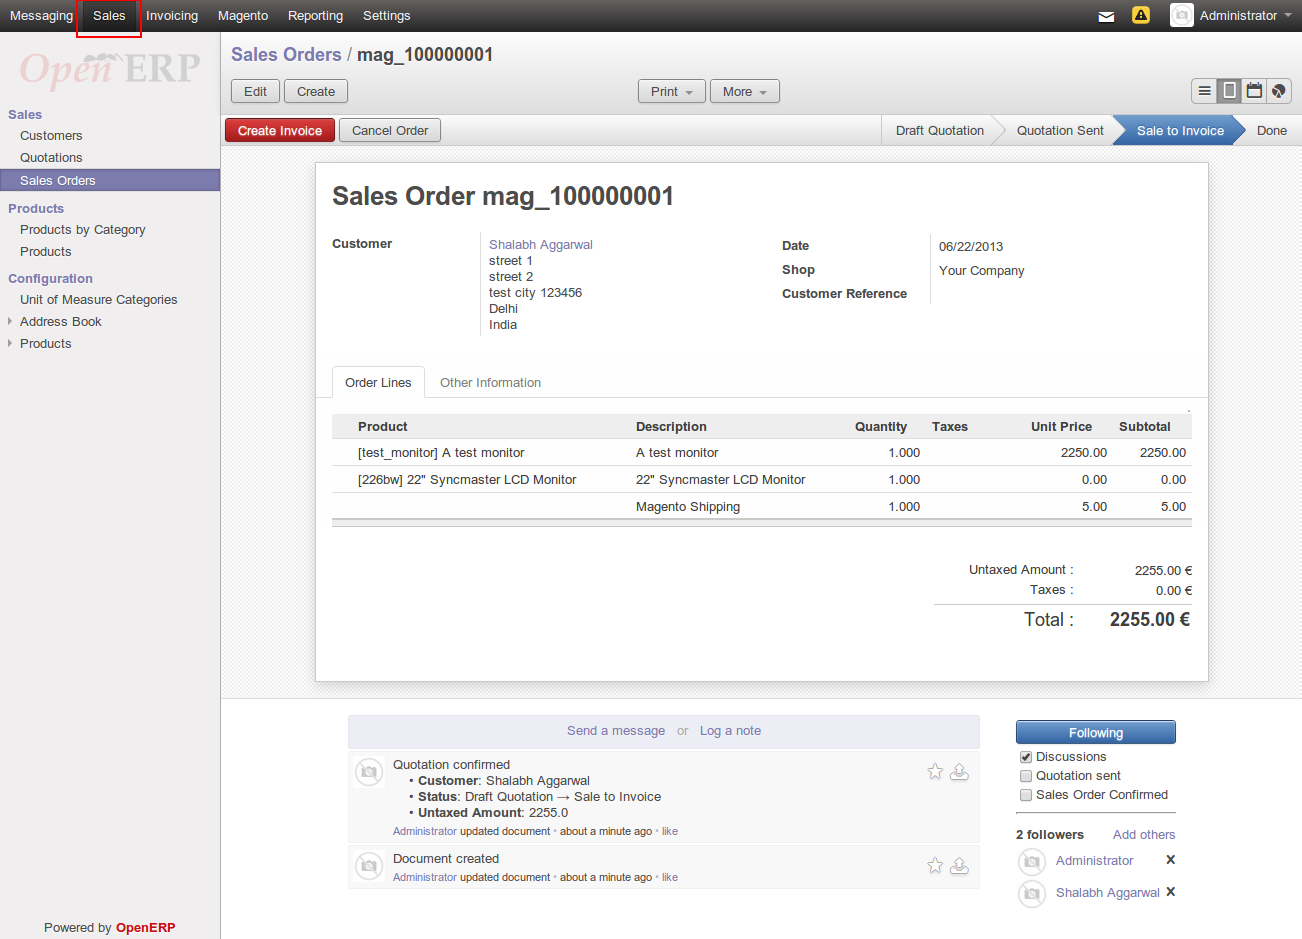 Messaging Sales Invoicing Magento Reporting Settings Administrator
OpenERP
Sales Orders / mag_100000001
Edit Create Print More
Create Invoice Cancel Order Draft Quotation Quotation Sent Sale to Invoice Done
Sales
Customers
Quotations
Sales Orders
Products
Products by Category
Products
Configuration
Unit of Measure Categories
Address Book
Products
Powered by OpenERP
Sales Order mag_100000001
Customer
Shalabh Aggarwal
street 1
street 2
test city 123456
Delhi
India
Date 06/22/2013
Shop Your Company
Customer Reference
Order Lines Other Information
Product Description Quantity Taxes Unit Price Subtotal
[test_monitor] A test monitor A test monitor 1.000 2250.00 2250.00
[226bw] 22" Syncmaster LCD Monitor 22" Syncmaster LCD Monitor 1.000 0.00 0.00
Magento Shipping 1.000 5.00 5.00
Untaxed Amount : 2255.00 €
Taxes : 0.00 €
Total : 2255.00 €
Send a message or Log a note
Quotation confirmed
• Customer: Shalabh Aggarwal
• Status: Draft Quotation → Sale to Invoice
• Untaxed Amount: 2255.0
Administrator updated document • about a minute ago • like
Document created
Administrator updated document • about a minute ago • like
Following
Discussions
Quotation sent
Sales Order Confirmed
2 followers Add others
Administrator X
Shalabh Aggarwal X